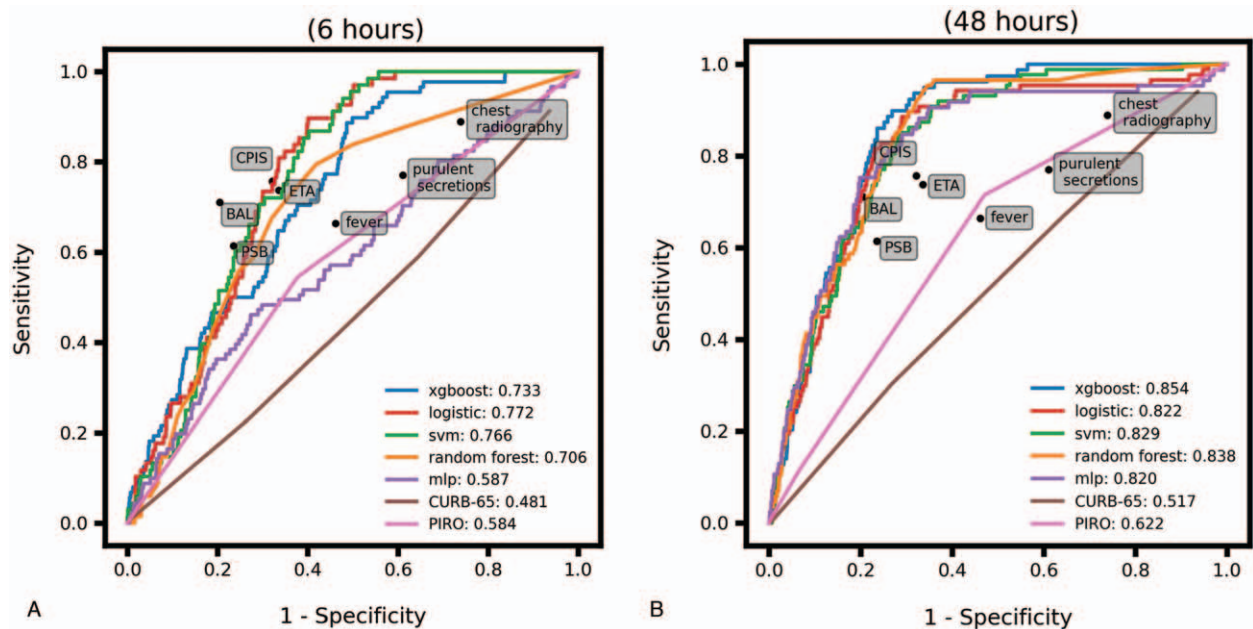 (6 hours)
1.0
0.8
0.6
0.4
0.2
0.0
Sensitivity
CPIS
ETA
BAL
PSB
fever
chest
radiography
purulent
secretions
xgboost: 0.733
logistic: 0.772
svm: 0.766
random forest: 0.706
mlp: 0.587
CURB-65: 0.481
PIRO: 0.584
0.0 0.2 0.4 0.6 0.8 1.0
A
1 - Specificity
(48 hours)
1.0
0.8
0.6
0.4
0.2
0.0
Sensitivity
CPIS
ETA
BAL
PSB
fever
chest
radiography
purulent
secretions
xgboost: 0.854
logistic: 0.822
svm: 0.829
random forest: 0.838
mlp: 0.820
CURB-65: 0.517
PIRO: 0.622
0.0 0.2 0.4 0.6 0.8 1.0
B
1 - Specificity